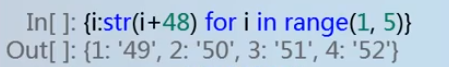 In[ ]: {i:str(i+48) for i in range(1, 5)}
Out[ ]: {1: '49', 2: '50', 3: '51', 4: '52'}